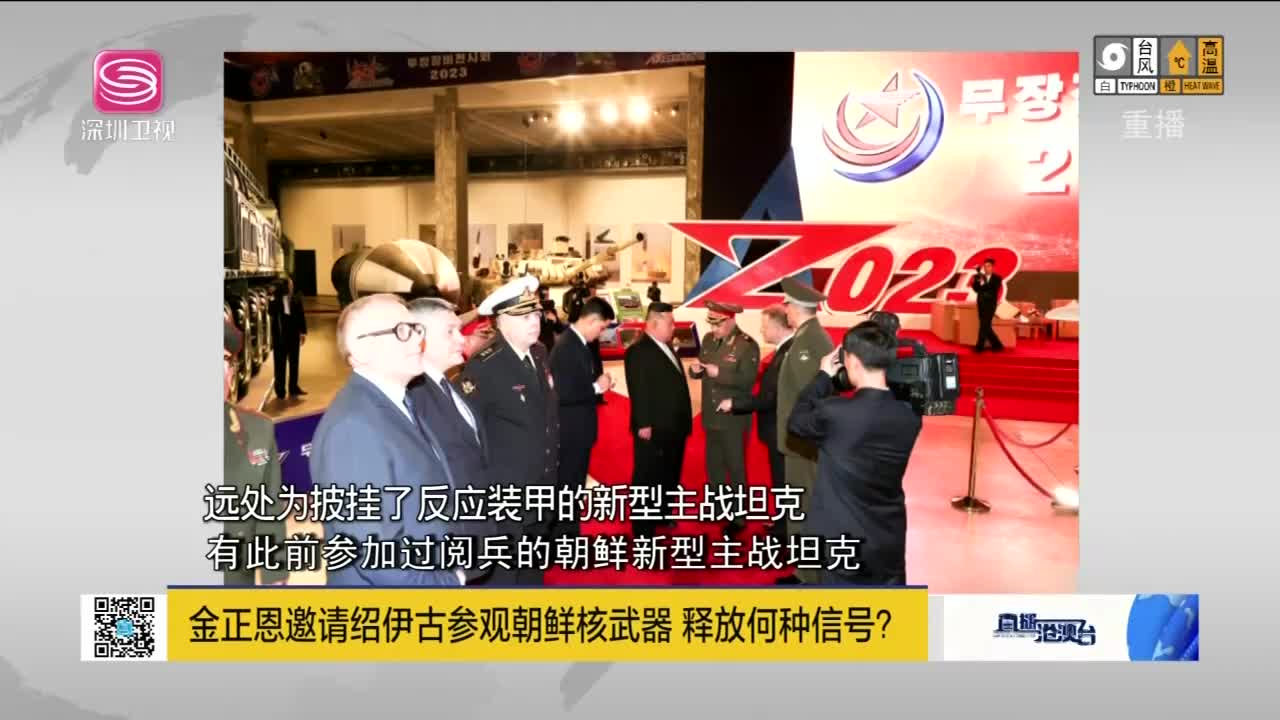 深圳卫视
台风
高温
℃
白
TYPHOON
橙
HEAT WAVE
重播
무장장비전시회
2023
무장
2
2023
远处为披挂了反应装甲的新型主战坦克
有此前参加过阅兵的朝鲜新型主战坦克
金正恩邀请绍伊古参观朝鲜核武器 释放何种信号?
直播港澳台